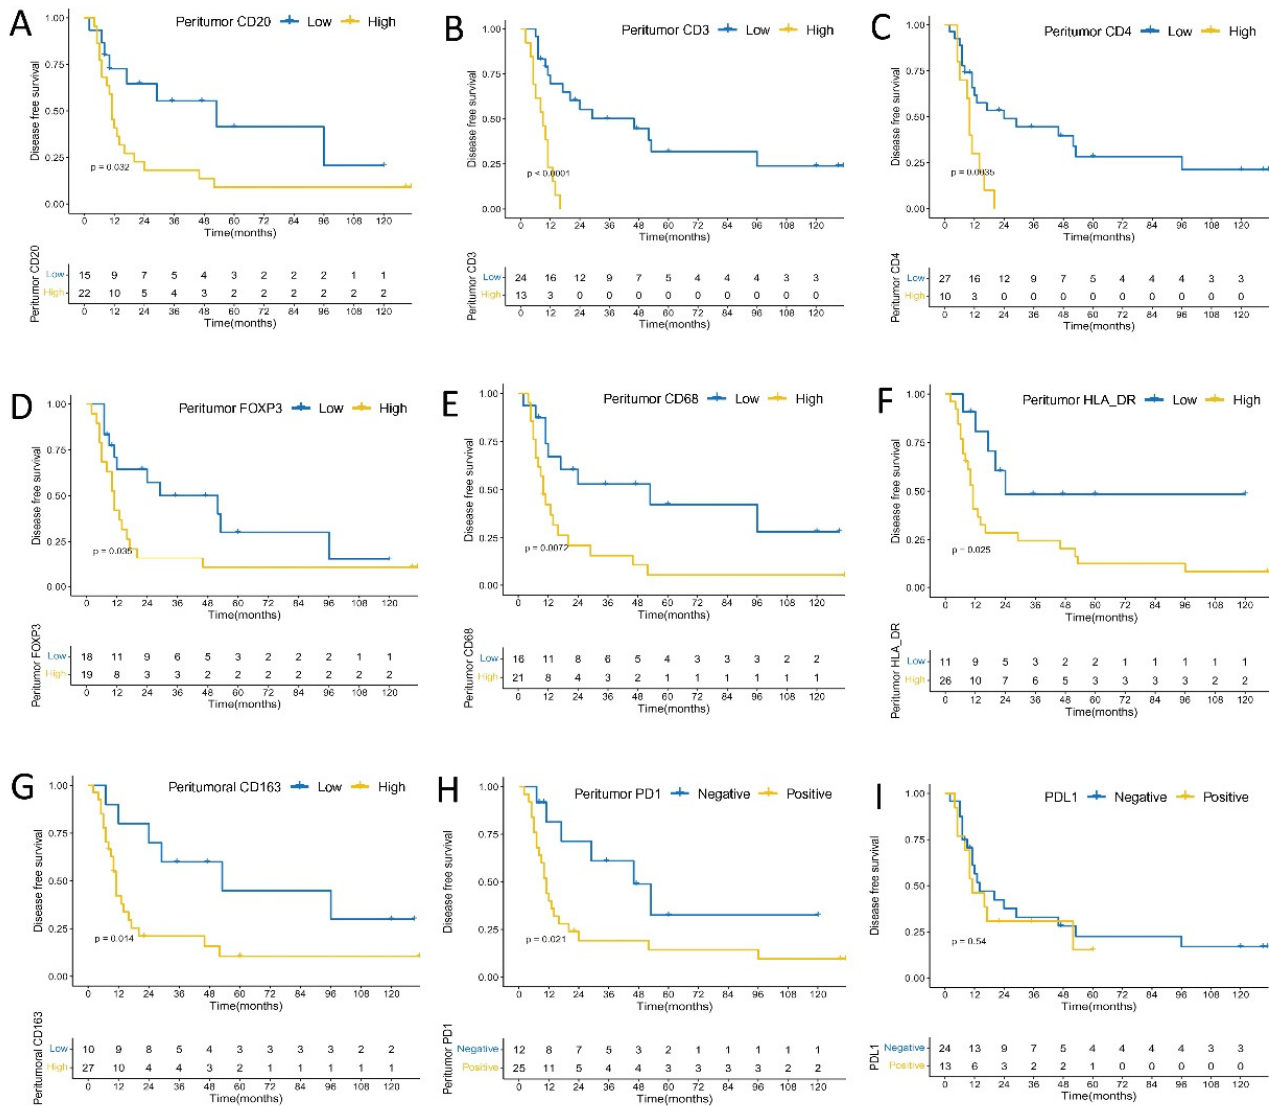 A
Peritumor CD20 Low High
Disease free survival
1.00
0.75
0.50
0.25
0.00
p = 0.032
0 12 24 36 48 60 72 84 96 108 120
Time(months)
Peritumor CD20
Low 15 9 7 5 4 3 2 2 2 1 1
High 22 10 5 4 3 2 2 2 2 2 2
0 12 24 36 48 60 72 84 96 108 120
Time(months)
B
Peritumor CD3 Low High
Disease free survival
1.00
0.75
0.50
0.25
0.00
p < 0.0001
0 12 24 36 48 60 72 84 96 108 120
Time(months)
Peritumor CD3
Low 24 16 12 9 7 5 4 4 4 3 3
High 13 3 0 0 0 0 0 0 0 0 0
0 12 24 36 48 60 72 84 96 108 120
Time(months)
C
Peritumor CD4 Low High
Disease free survival
1.00
0.75
0.50
0.25
0.00
p = 0.0035
0 12 24 36 48 60 72 84 96 108 120
Time(months)
Peritumor CD4
Low 27 16 12 9 7 5 4 4 4 3 3
High 10 3 0 0 0 0 0 0 0 0 0
0 12 24 36 48 60 72 84 96 108 120
Time(months)
D
Peritumor FOXP3 Low High
Disease free survival
1.00
0.75
0.50
0.25
0.00
p = 0.035
0 12 24 36 48 60 72 84 96 108 120
Time(months)
Peritumor FOXP3
Low 18 11 9 6 5 3 2 2 2 1 1
High 19 8 3 3 2 2 2 2 2 2 2
0 12 24 36 48 60 72 84 96 108 120
Time(months)
E
Peritumor CD68 Low High
Disease free survival
1.00
0.75
0.50
0.25
0.00
p = 0.0072
0 12 24 36 48 60 72 84 96 108 120
Time(months)
Peritumor CD68
Low 16 11 8 6 5 4 3 3 3 2 2
High 21 8 4 3 2 1 1 1 1 1 1
0 12 24 36 48 60 72 84 96 108 120
Time(months)
F
Peritumor HLA_DR Low High
Disease free survival
1.00
0.75
0.50
0.25
0.00
p = 0.025
0 12 24 36 48 60 72 84 96 108 120
Time(months)
Peritumor HLA_DR
Low 11 9 5 3 2 2 1 1 1 1 1
High 26 10 7 6 5 3 3 3 3 2 2
0 12 24 36 48 60 72 84 96 108 120
Time(months)
G
Peritumoral CD163 Low High
Disease free survival
1.00
0.75
0.50
0.25
0.00
p = 0.014
0 12 24 36 48 60 72 84 96 108 120
Time(months)
Peritumoral CD163
Low 10 9 8 5 4 3 3 3 3 2 2
High 27 10 4 4 3 2 1 1 1 1 1
0 12 24 36 48 60 72 84 96 108 120
Time(months)
H
Peritumor PD1 Negative Positive
Disease free survival
1.00
0.75
0.50
0.25
0.00
p = 0.021
0 12 24 36 48 60 72 84 96 108 120
Time(months)
Peritumor PD1
Negative 12 8 7 5 3 2 1 1 1 1 1
Positive 25 11 5 4 4 3 3 3 3 2 2
0 12 24 36 48 60 72 84 96 108 120
Time(months)
I
PDL1 Negative Positive
Disease free survival
1.00
0.75
0.50
0.25
0.00
p = 0.54
0 12 24 36 48 60 72 84 96 108 120
Time(months)
PDL1
Negative 24 13 9 7 5 4 4 4 4 3 3
Positive 13 6 3 2 2 1 0 0 0 0 0
0 12 24 36 48 60 72 84 96 108 120
Time(months)